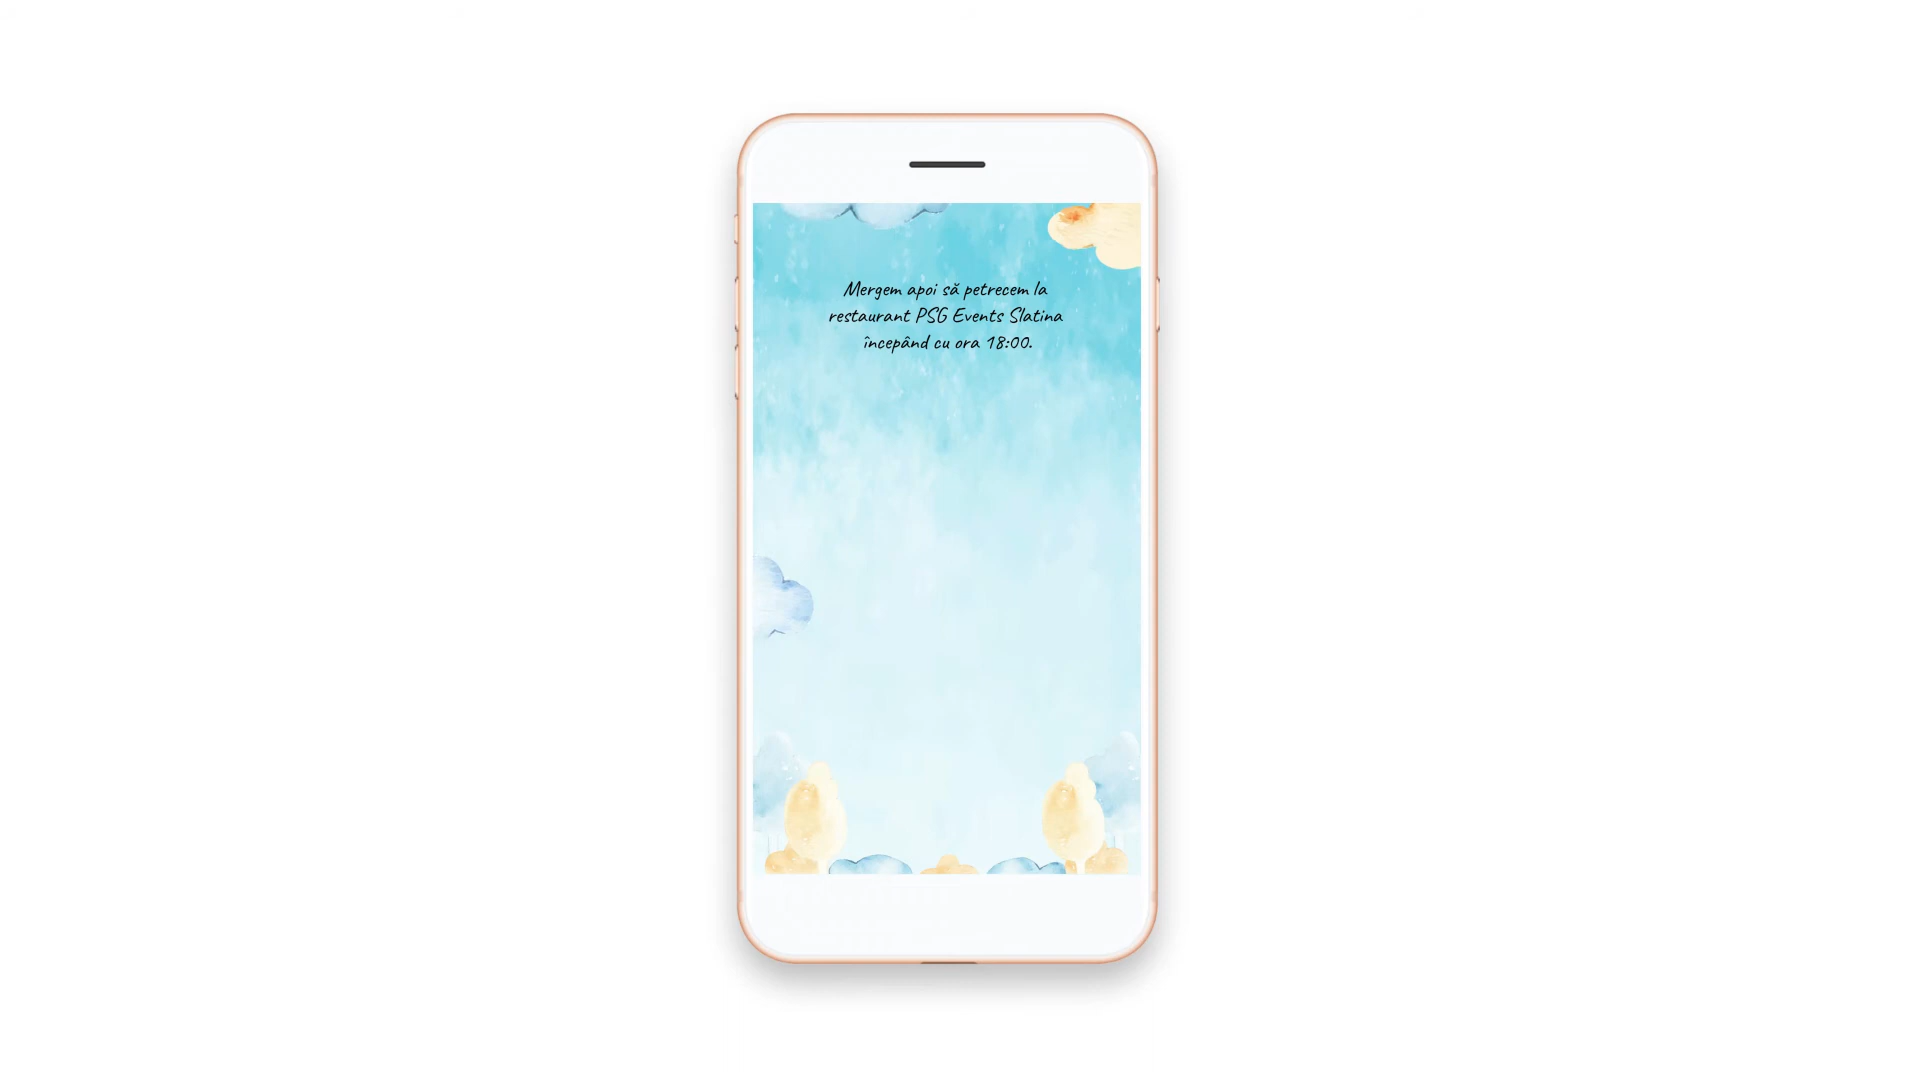 Mergem apoi să petrecem la
restaurant PSG Events Slatina
începând cu ora 18:00.